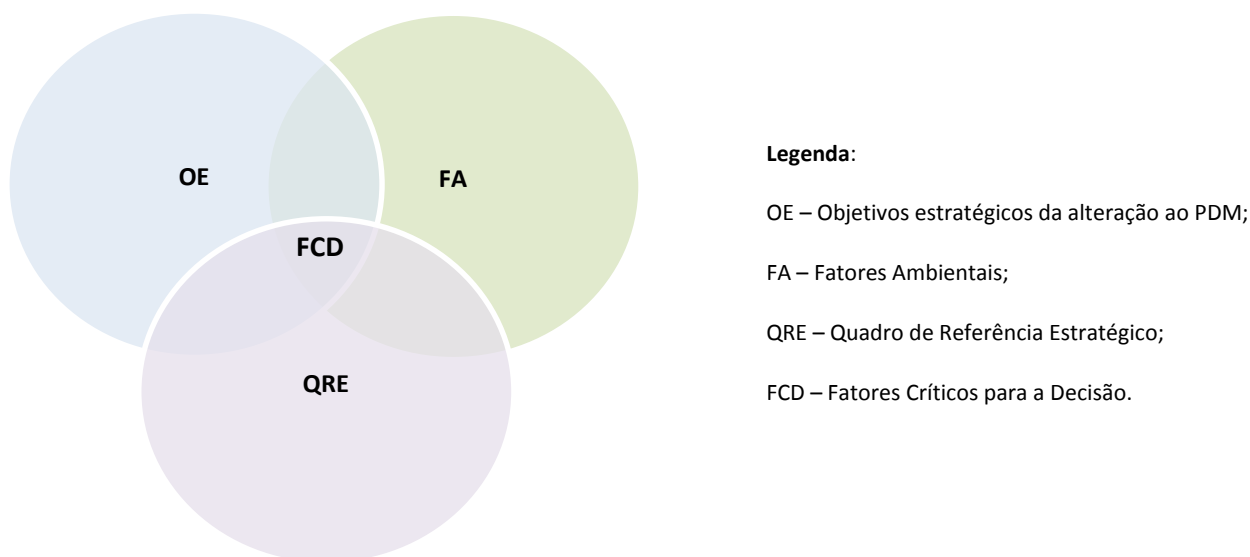 OE
FA
FCD
QRE
Legenda:
OE – Objetivos estratégicos da alteração ao PDM;
FA – Fatores Ambientais;
QRE – Quadro de Referência Estratégico;
FCD – Fatores Críticos para a Decisão.